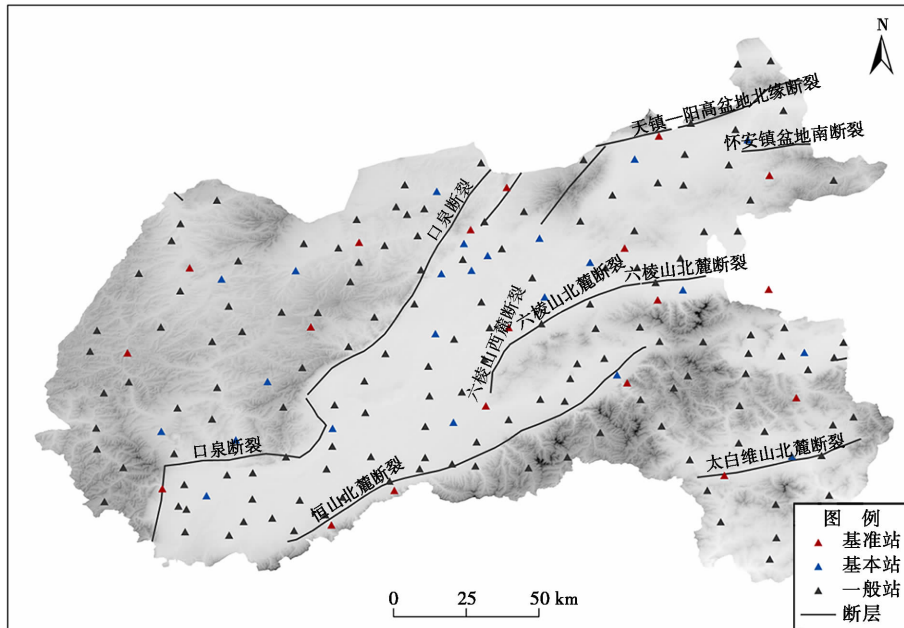 N
天镇—阳高盆地北缘断裂
怀安镇盆地南断裂
口泉断裂
六棱山北麓断裂
六棱山北麓断裂
六棱山西麓断裂
口泉断裂
恒山北麓断裂
太白维山北麓断裂
图 例
基准站
基本站
一般站
断层
0 25 50 km